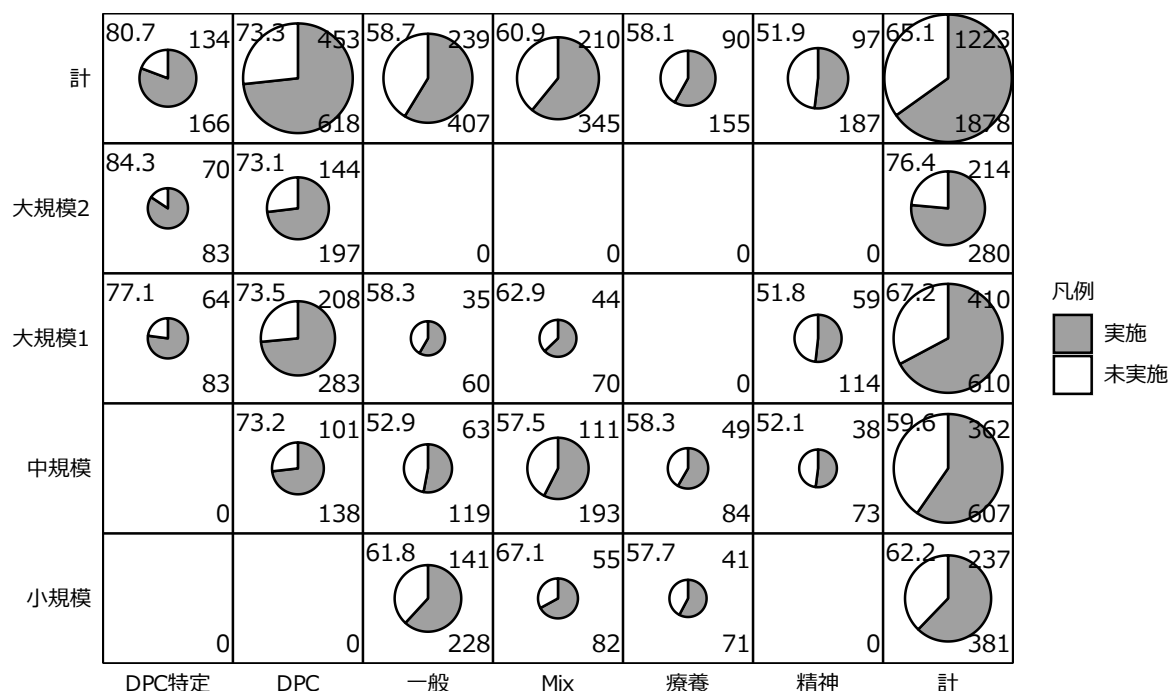 80.7 134 73.3 453 58.7 239 60.9 210 58.1 90 51.9 97 65.1 1223
計
166 618 407 345 155 187 1878
84.3 70 73.1 144 76.4 214
大規模2
83 197 0 0 0 0 280
77.1 64 73.5 208 58.3 35 62.9 44 51.8 59 67.2 410
大規模1
83 283 60 70 0 114 610
73.2 101 52.9 63 57.5 111 58.3 49 52.1 38 59.6 362
中規模
0 138 119 193 84 73 607
61.8 141 67.1 55 57.7 41 62.2 237
小規模
0 0 228 82 71 0 381
DPC特定 DPC 一般 Mix 療養 精神 計
凡例
実施
未実施